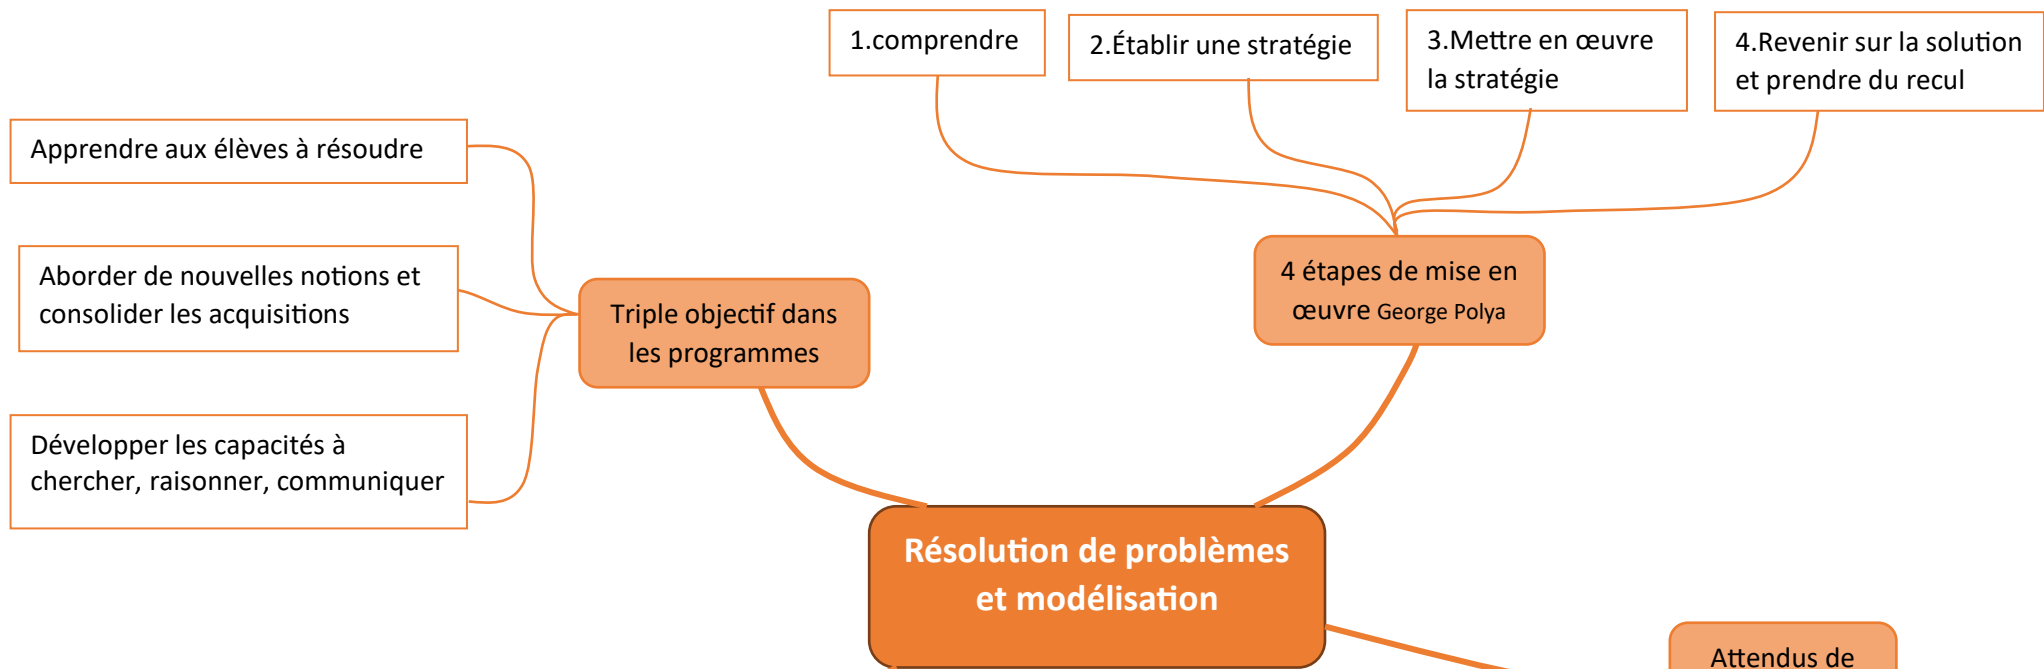 1.comprendre
2.Établir une stratégie
3.Mettre en œuvre
la stratégie
4.Revenir sur la solution
et prendre du recul
Apprendre aux élèves à résoudre
Aborder de nouvelles notions et
consolider les acquisitions
Développer les capacités à
chercher, raisonner, communiquer
Triple objectif dans
les programmes
4 étapes de mise en
œuvre George Polya
Résolution de problèmes
et modélisation
Attendus de